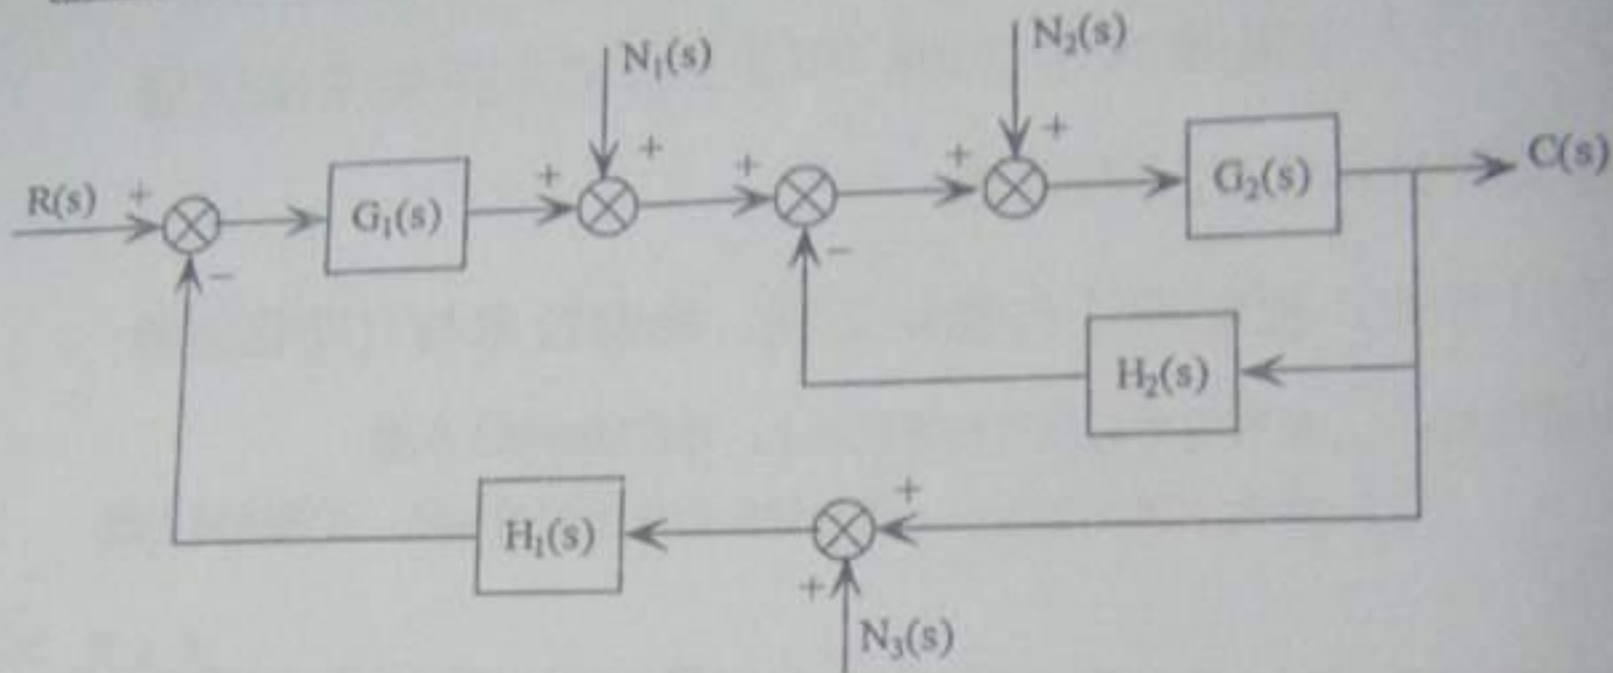 N₁(s)
N₂(s)
+
+
R(s)
+
G₁(s)
+
+
+
G₂(s)
C(s)
−
−
H₂(s)
H₁(s)
+
+
N₃(s)